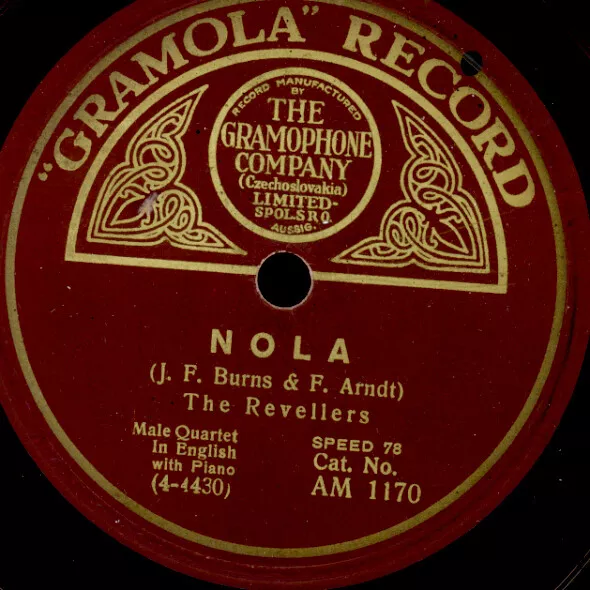 "GRAMOLA" RECORD
RECORD MANUFACTURED
BY
THE
GRAMOPHONE
COMPANY
(Czechoslovakia)
LIMITED-
SPOL.S R.O.
AUSSIG.
NOLA
(J. F. Burns & F. Arndt)
The Revellers
Male Quartet
In English
with Piano
(4-4430)
SPEED 78
Cat. No.
AM 1170